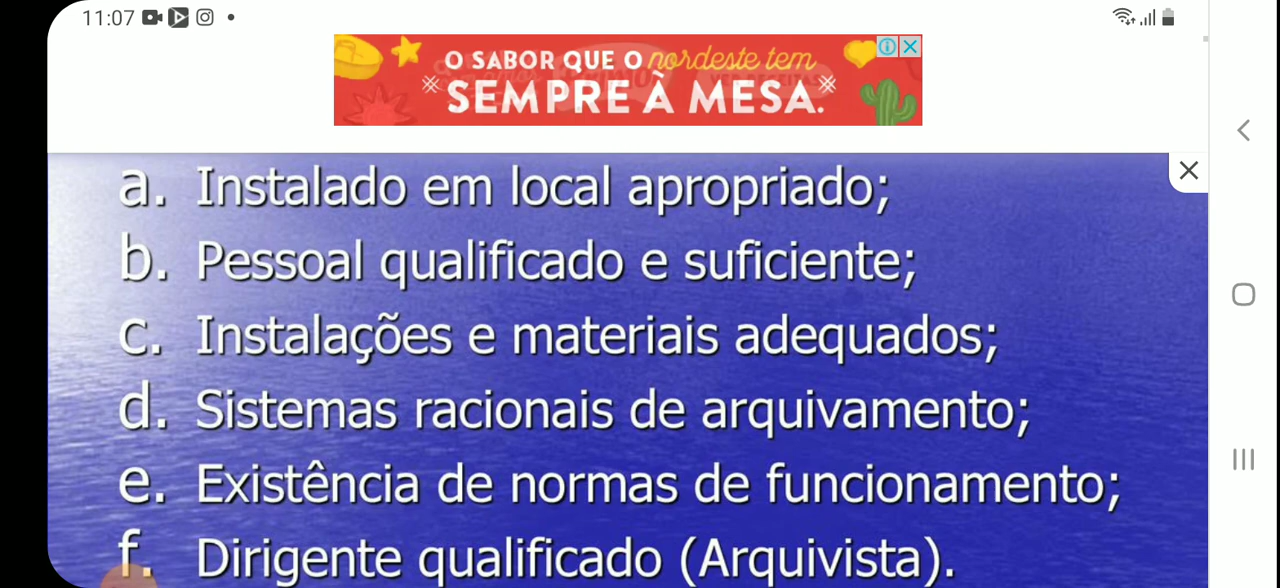 11:07
O SABOR QUE O nordeste tem
SEMPRE À MESA.
a. Instalado em local apropriado;
b. Pessoal qualificado e suficiente;
c. Instalações e materiais adequados;
d. Sistemas racionais de arquivamento;
e. Existência de normas de funcionamento;
f. Dirigente qualificado (Arquivista).